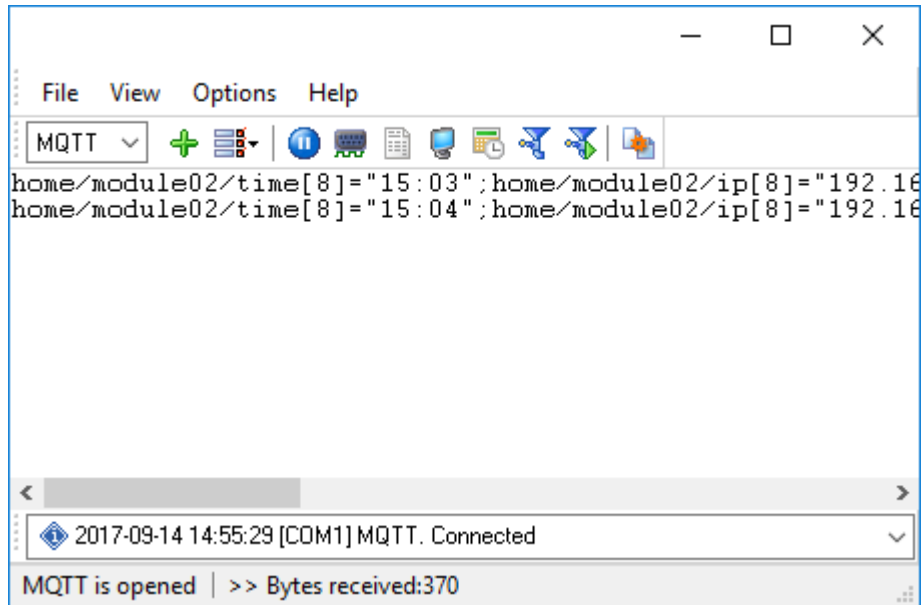 File View Options Help
MQTT
home/module02/time[8]="15:03";home/module02/ip[8]="192.16
home/module02/time[8]="15:04";home/module02/ip[8]="192.16
2017-09-14 14:55:29 [COM1] MQTT. Connected
MQTT is opened | >> Bytes received:370